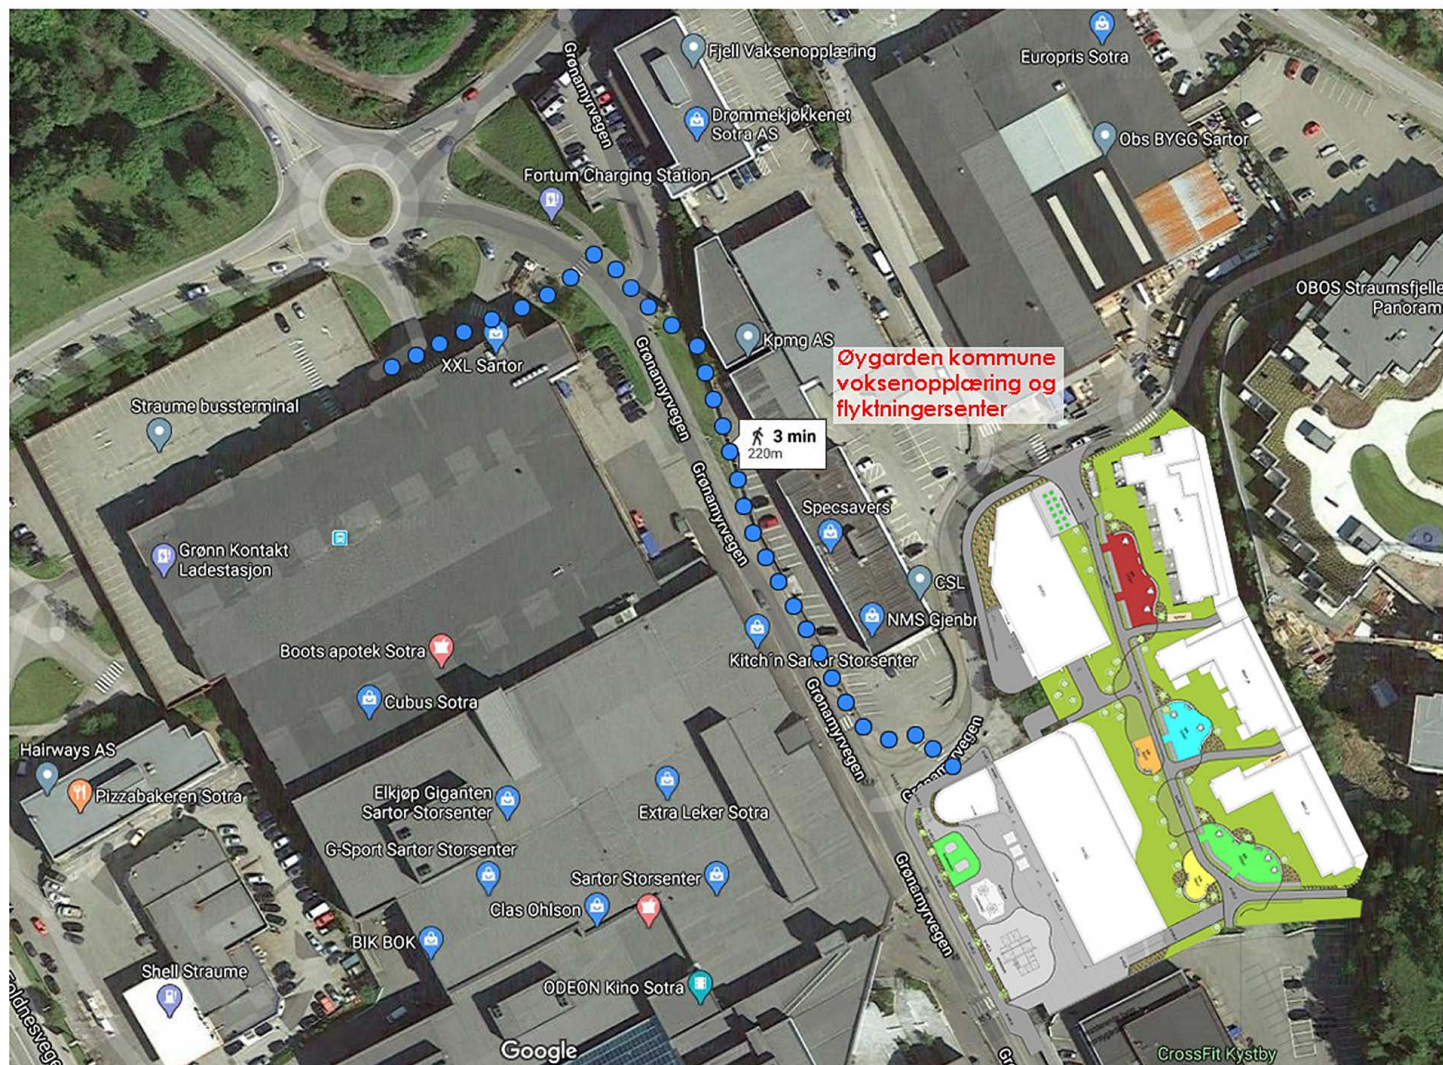 Grønamyrvegen
Fjell Vaksenopplæring
Europris Sotra
Drømmekjøkkenet
Sotra AS
Obs BYGG Sartor
Fortum Charging Station
OBOS Straumsfjelle
Panoram
Kpmg AS
XXL Sartor
Grønamyrvegen
Øygarden kommune
voksenopplæring og
flyktningersenter
Straume bussterminal
3 min
220m
Grønamyrvegen
Grønamyrvegen
Specsavers
Grønn Kontakt
Ladestasjon
CSL
NMS Gjenbr
Boots apotek Sotra
Kitch'n Sartor Storsenter
Cubus Sotra
Grønamyrvegen
Hairways AS
Pizzabakeren Sotra
Elkjøp Giganten
Sartor Storsenter
Extra Leker Sotra
G-Sport Sartor Storsenter
Sartor Storsenter
Clas Ohlson
Grønamyrvegen
BIK BOK
Shell Straume
ODEON Kino Sotra
Foldnesvege
Google
Grø
CrossFit Kystby